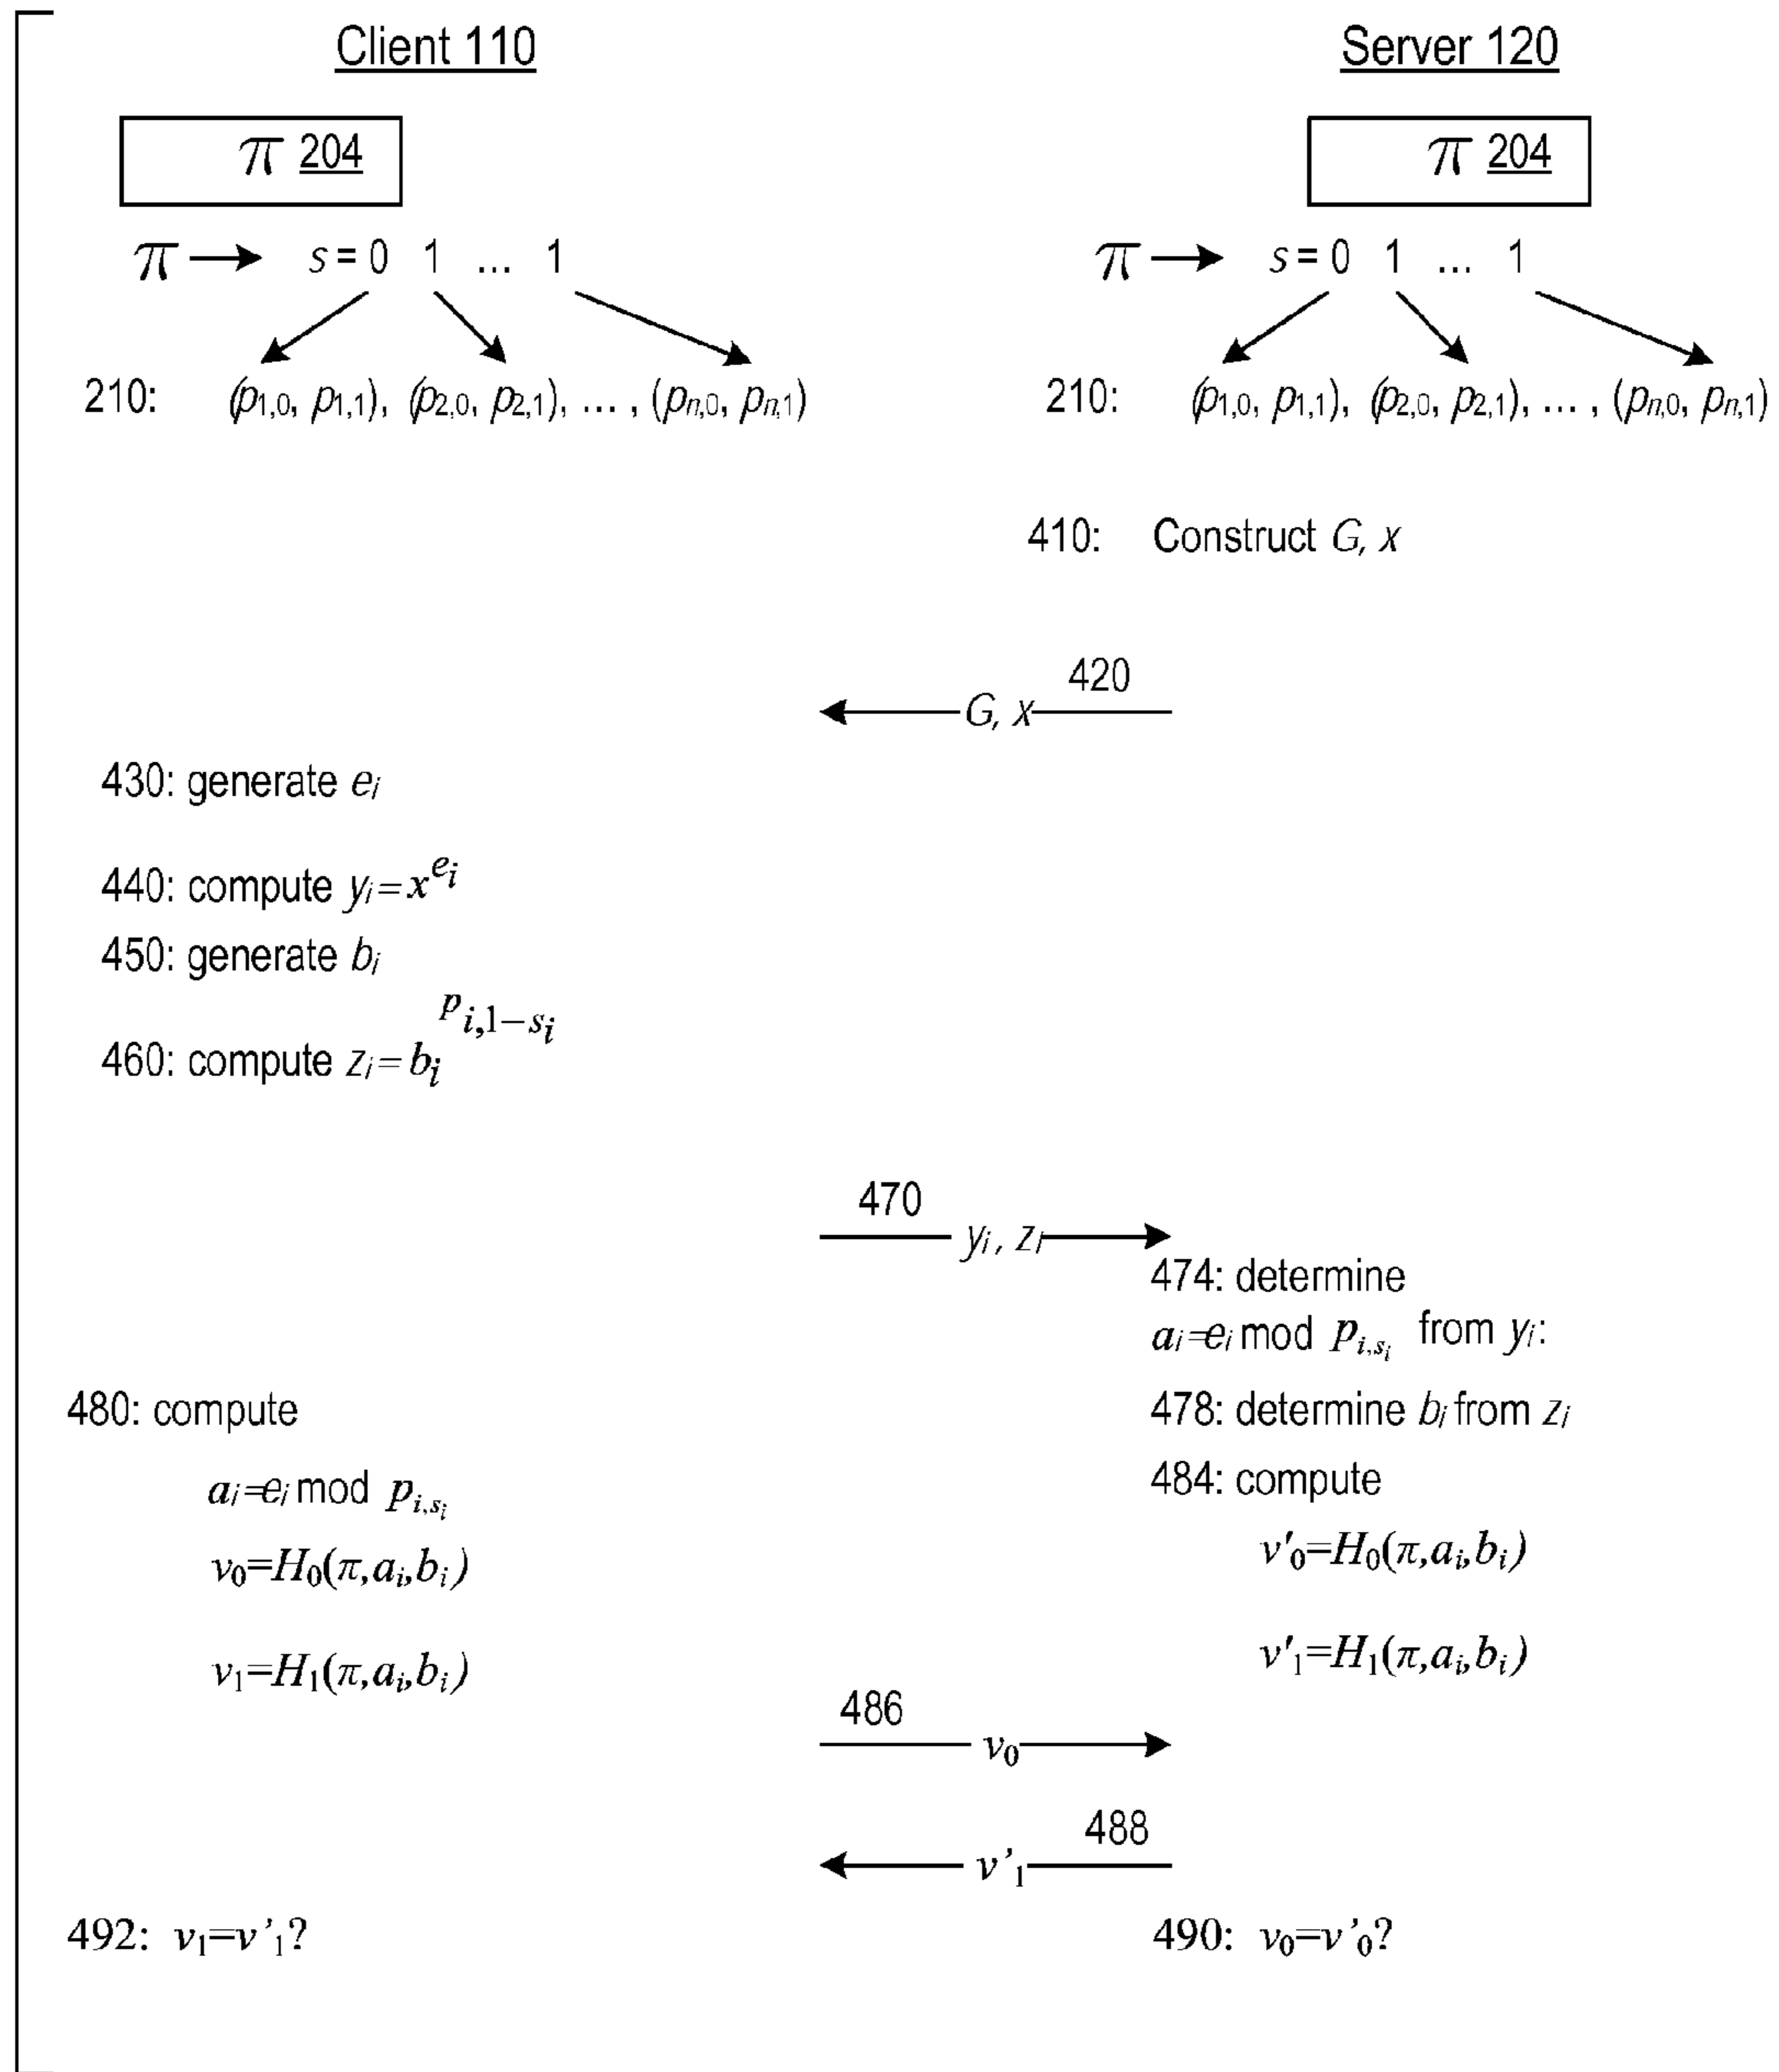 Client 110
Server 120
π 204
π 204
π s = 0 1 ... 1
π s = 0 1 ... 1
210: (p1,0, p1,1), (p2,0, p2,1), ... , (pn,0, pn,1)
210: (p1,0, p1,1), (p2,0, p2,1), ... , (pn,0, pn,1)
410: Construct G, x
420
G, x
430: generate ei
440: compute yi=x^ei
450: generate bi
460: compute zi=bi^pi,1−si
470
yi, zi
474: determine
ai=ei mod pi,si from yi:
478: determine bi from zi
480: compute
ai=ei mod pi,si
v0=H0(π,ai,bi)
v1=H1(π,ai,bi)
484: compute
v'0=H0(π,ai,bi)
v'1=H1(π,ai,bi)
486
v0
488
v'1
492: v1=v'1?
490: v0=v'0?